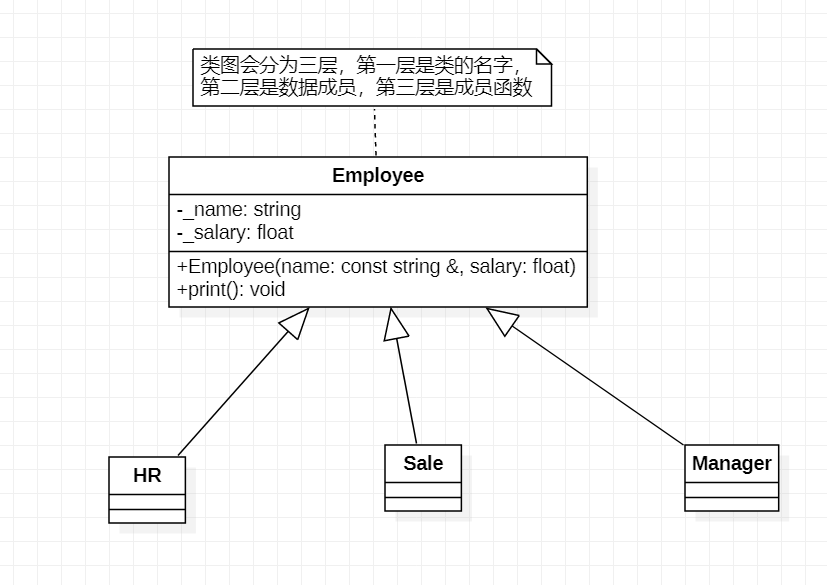 类图会分为三层，第一层是类的名字，
第二层是数据成员，第三层是成员函数
Employee
-_name: string
-_salary: float
+Employee(name: const string &, salary: float)
+print(): void
HR
Sale
Manager